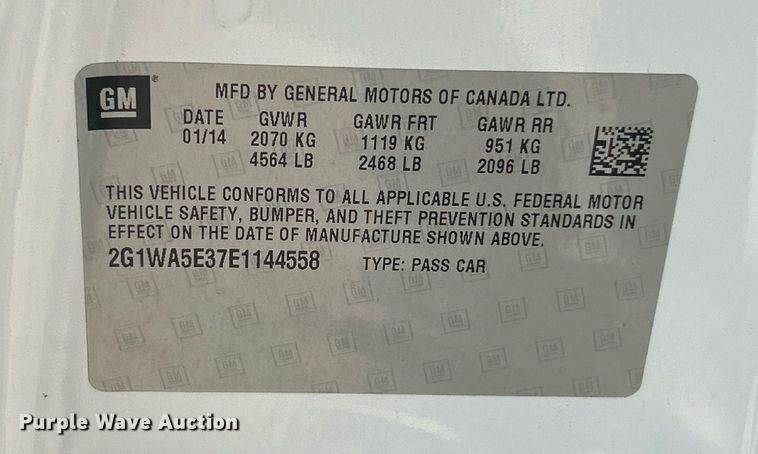 GM
MFD BY GENERAL MOTORS OF CANADA LTD.
DATE GVWR GAWR FRT GAWR RR
01/14 2070 KG 1119 KG 951 KG
4564 LB 2468 LB 2096 LB
THIS VEHICLE CONFORMS TO ALL APPLICABLE U.S. FEDERAL MOTOR
VEHICLE SAFETY, BUMPER, AND THEFT PREVENTION STANDARDS IN
EFFECT ON THE DATE OF MANUFACTURE SHOWN ABOVE.
2G1WA5E37E1144558 TYPE: PASS CAR
Purple Wave Auction